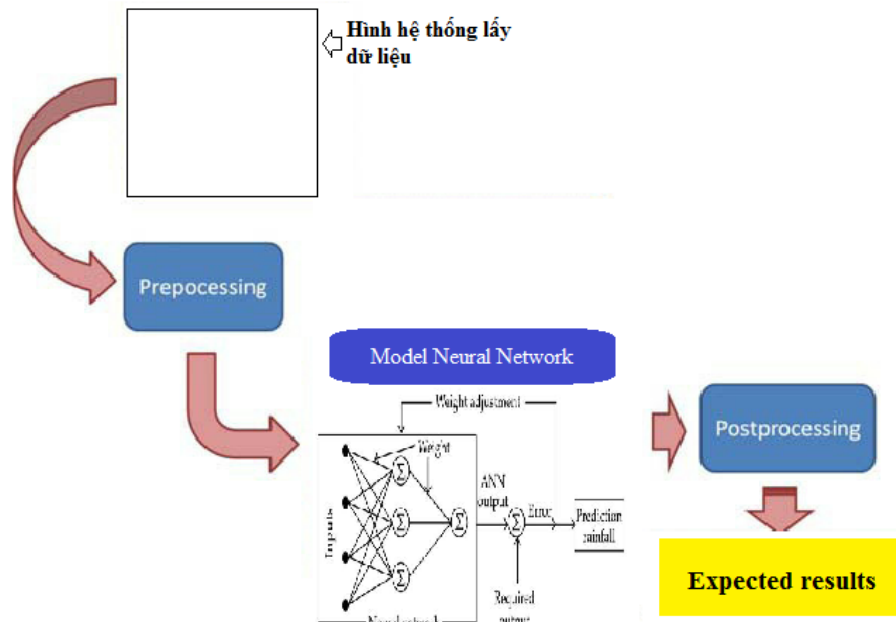 Hình hệ thống lấy
dữ liệu
Prepocessing
Model Neural Network
Weight adjustment
Weight
ANN
output
Error
Prediction
rainfall
Inputs
Required
Postprocessing
Expected results